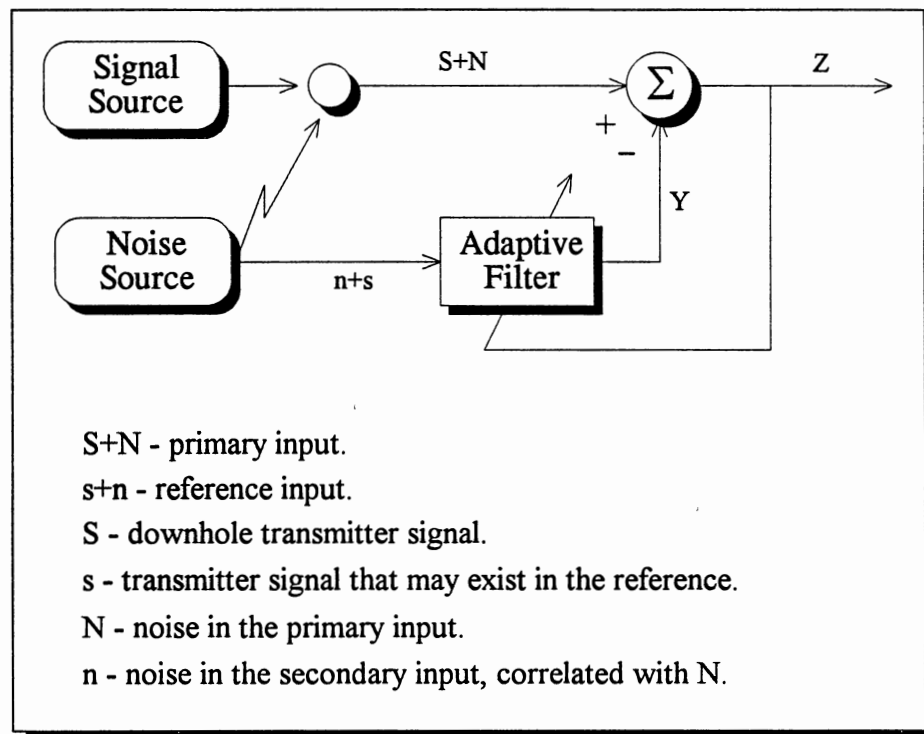 Signal
Source
S+N
Σ
Z
+
−
Y
Noise
Source
n+s
Adaptive
Filter
S+N - primary input.
s+n - reference input.
S - downhole transmitter signal.
s - transmitter signal that may exist in the reference.
N - noise in the primary input.
n - noise in the secondary input, correlated with N.